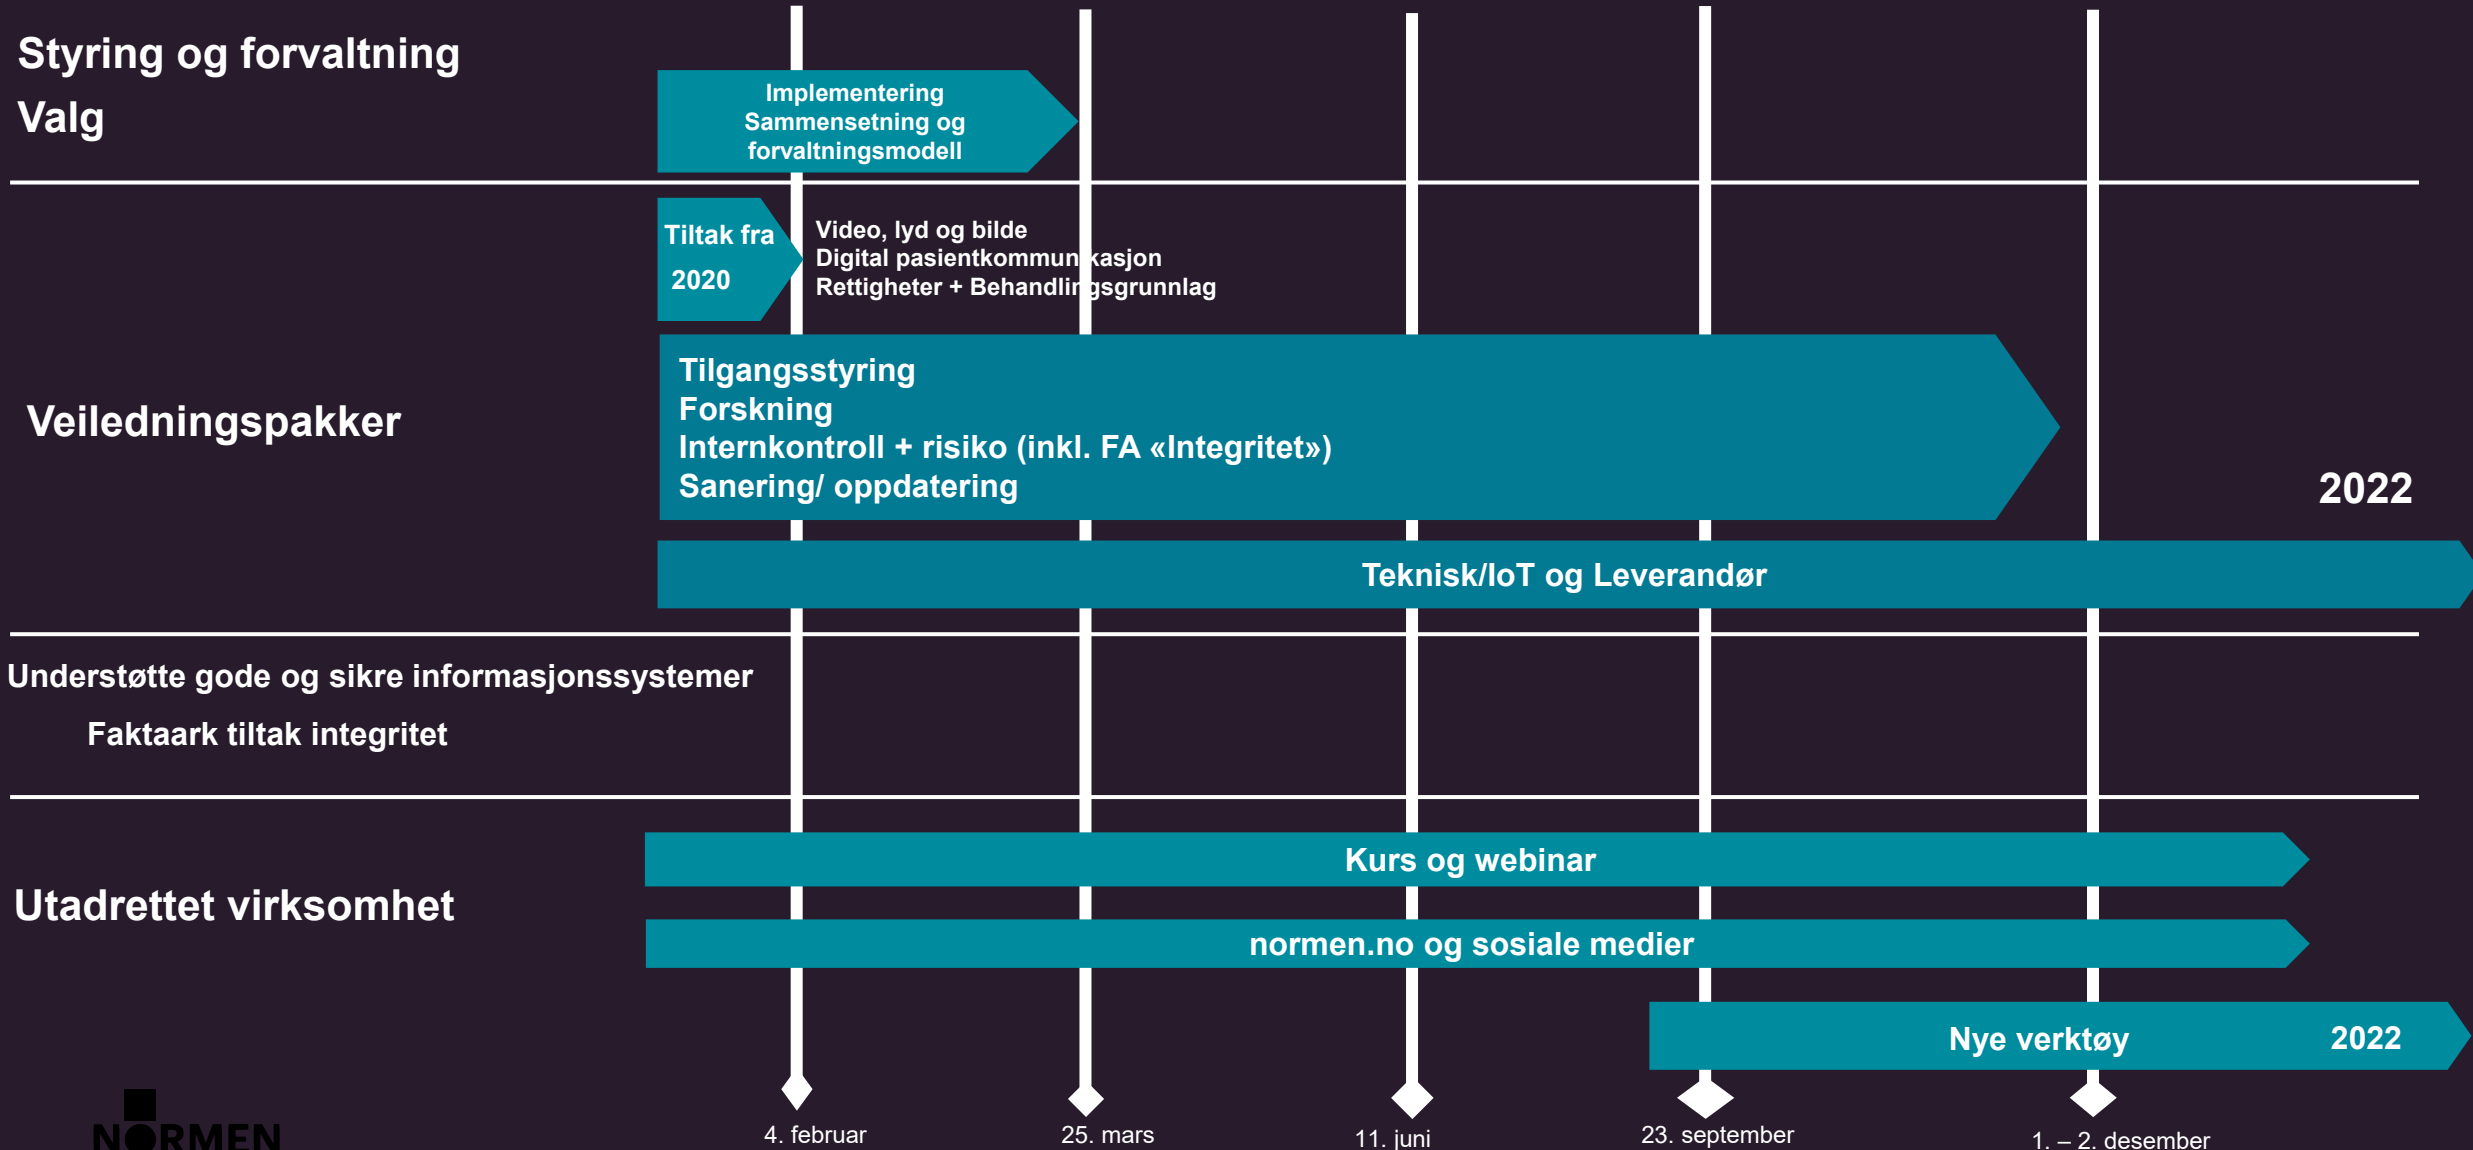 Styring og forvaltning
Valg
Implementering
Sammensetning og
forvaltningsmodell
Tiltak fra
2020
Video, lyd og bilde
Digital pasientkommunikasjon
Rettigheter + Behandlingsgrunnlag
Veiledningspakker
Tilgangsstyring
Forskning
Internkontroll + risiko (inkl. FA «Integritet»)
Sanering/ oppdatering
2022
Teknisk/IoT og Leverandør
Understøtte gode og sikre informasjonssystemer
Faktaark tiltak integritet
Utadrettet virksomhet
Kurs og webinar
normen.no og sosiale medier
Nye verktøy
2022
NORMEN
4. februar
25. mars
11. juni
23. september
1. – 2. desember